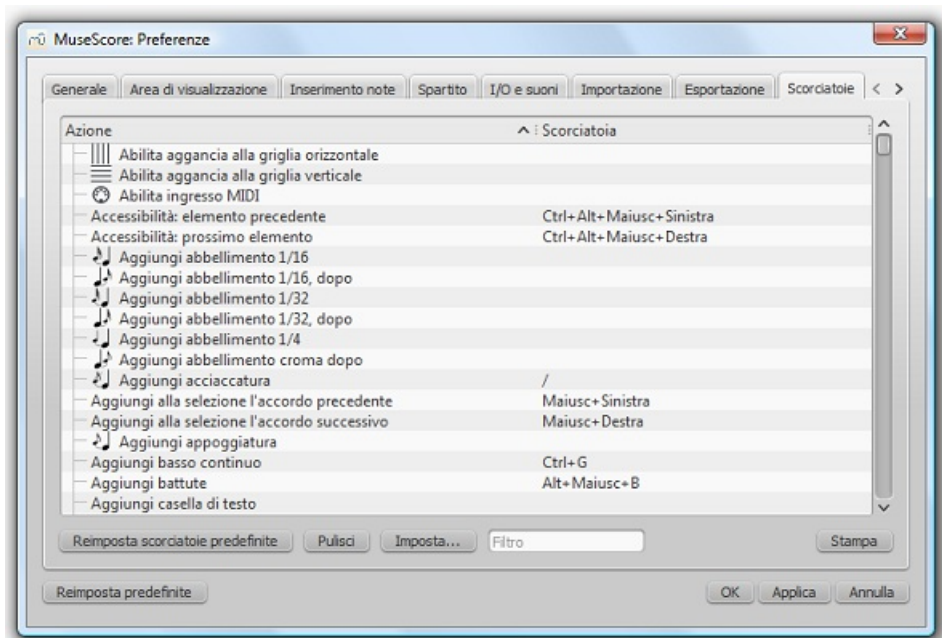 MuseScore: Preferenze
Generale Area di visualizzazione Inserimento note Spartito I/O e suoni Importazione Esportazione Scorciatoie < >
Azione Scorciatoia
Abilita aggancia alla griglia orizzontale
Abilita aggancia alla griglia verticale
Abilita ingresso MIDI
Accessibilità: elemento precedente Ctrl+Alt+Maiusc+Sinistra
Accessibilità: prossimo elemento Ctrl+Alt+Maiusc+Destra
Aggiungi abbellimento 1/16
Aggiungi abbellimento 1/16, dopo
Aggiungi abbellimento 1/32
Aggiungi abbellimento 1/32, dopo
Aggiungi abbellimento 1/4
Aggiungi abbellimento croma dopo
Aggiungi acciaccatura /
Aggiungi alla selezione l'accordo precedente Maiusc+Sinistra
Aggiungi alla selezione l'accordo successivo Maiusc+Destra
Aggiungi appoggiatura
Aggiungi basso continuo Ctrl+G
Aggiungi battute Alt+Maiusc+B
Aggiungi casella di testo
Reimposta scorciatoie predefinite Pulisci Imposta... Filtro Stampa
Reimposta predefinite OK Applica Annulla